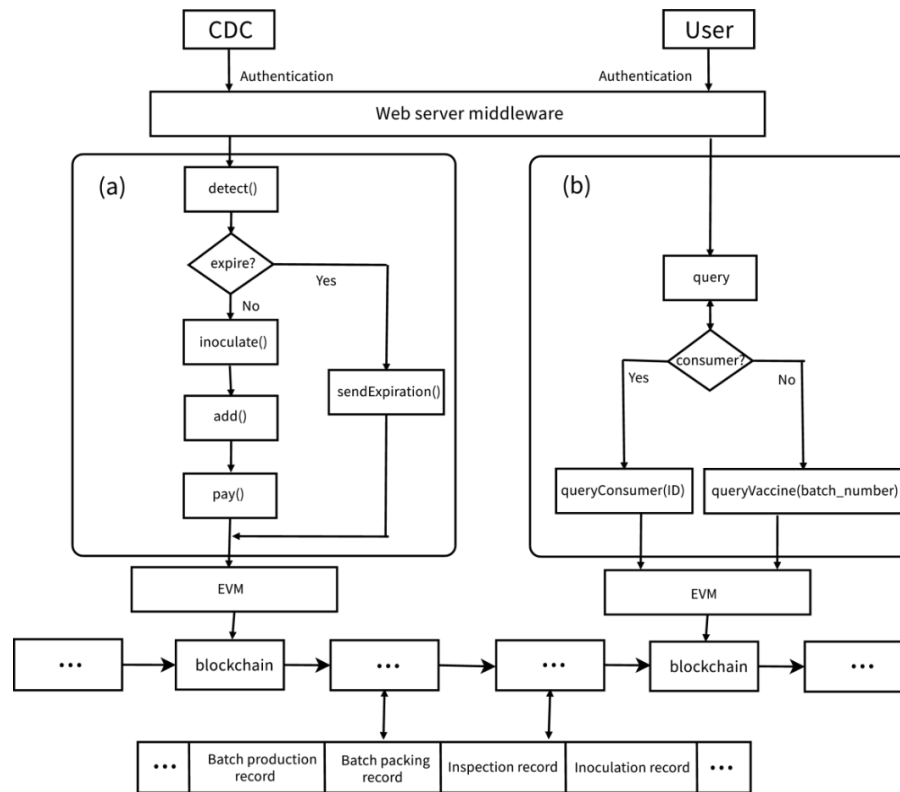 CDC
User
Authentication
Authentication
Web server middleware
(a)
detect()
expire?
Yes
No
inoculate()
sendExpiration()
add()
pay()
(b)
query
consumer?
Yes
No
queryConsumer(ID)
queryVaccine(batch_number)
EVM
EVM
...
blockchain
...
...
blockchain
...
...
Batch production
record
Batch packing
record
Inspection record
Inoculation record
...